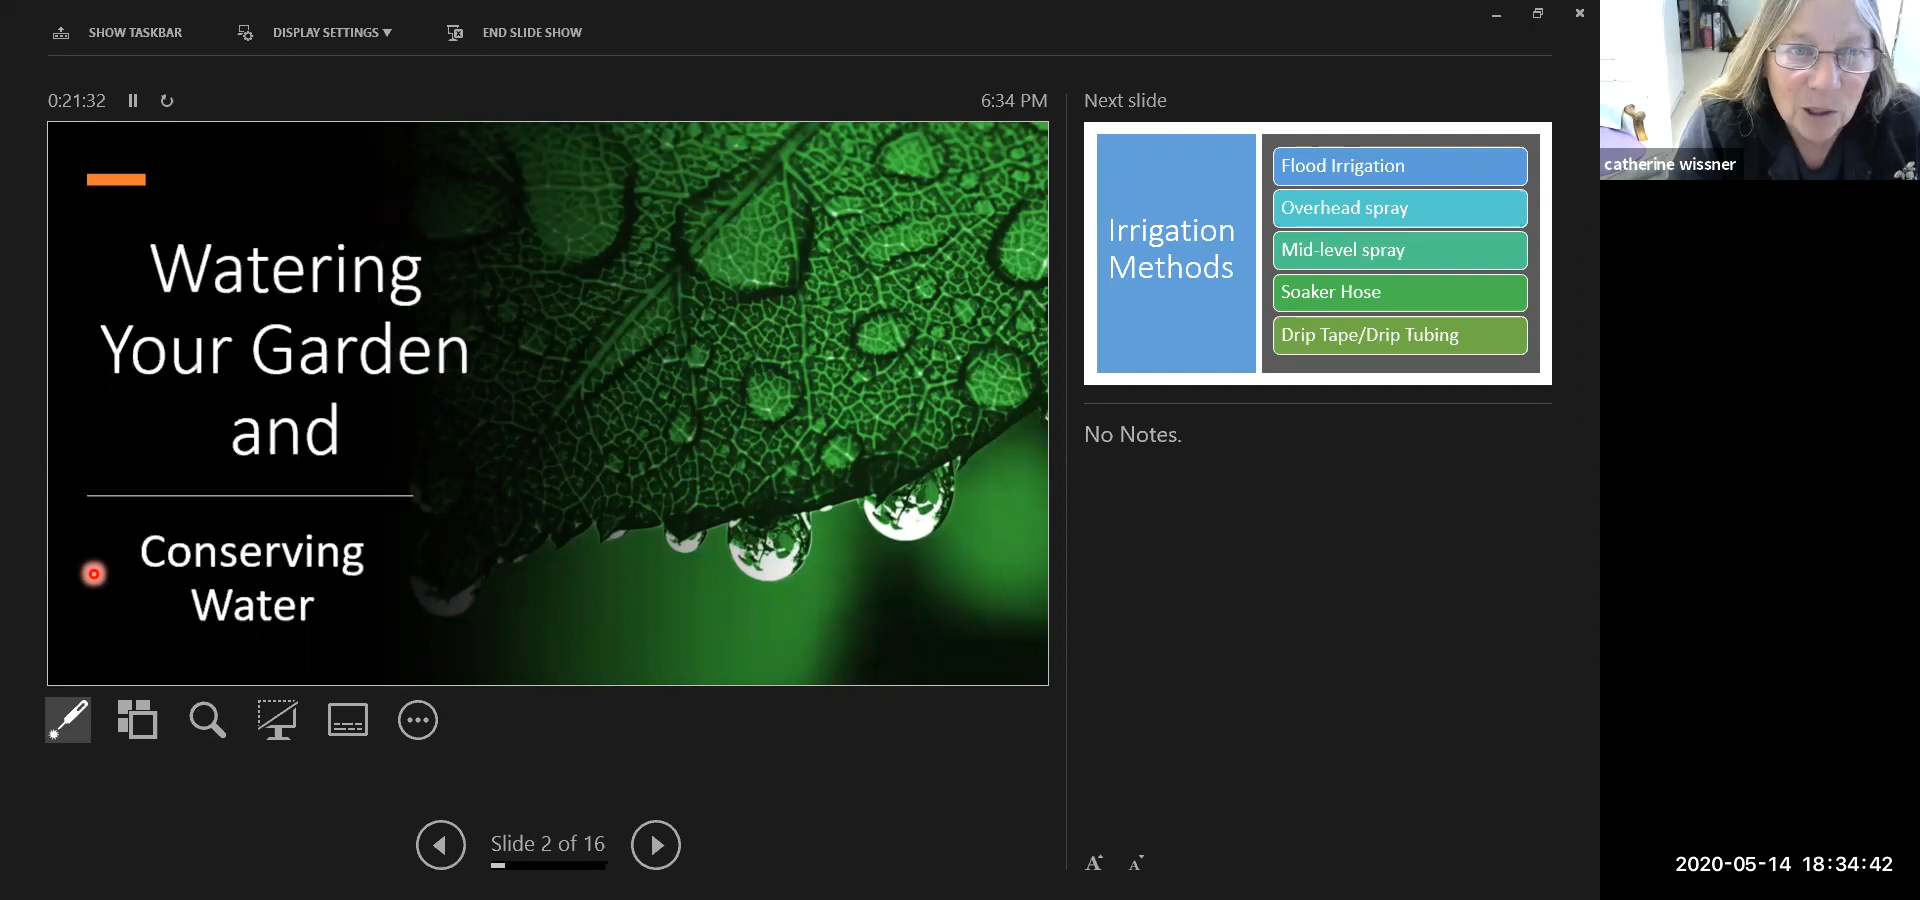 SHOW TASKBAR
DISPLAY SETTINGS ▼
END SLIDE SHOW
0:21:32
6:34 PM
Next slide
Watering
Your Garden
and
Conserving
Water
Irrigation
Methods
Flood Irrigation
Overhead spray
Mid-level spray
Soaker Hose
Drip Tape/Drip Tubing
No Notes.
Slide 2 of 16
A A
catherine wissner
2020-05-14 18:34:42